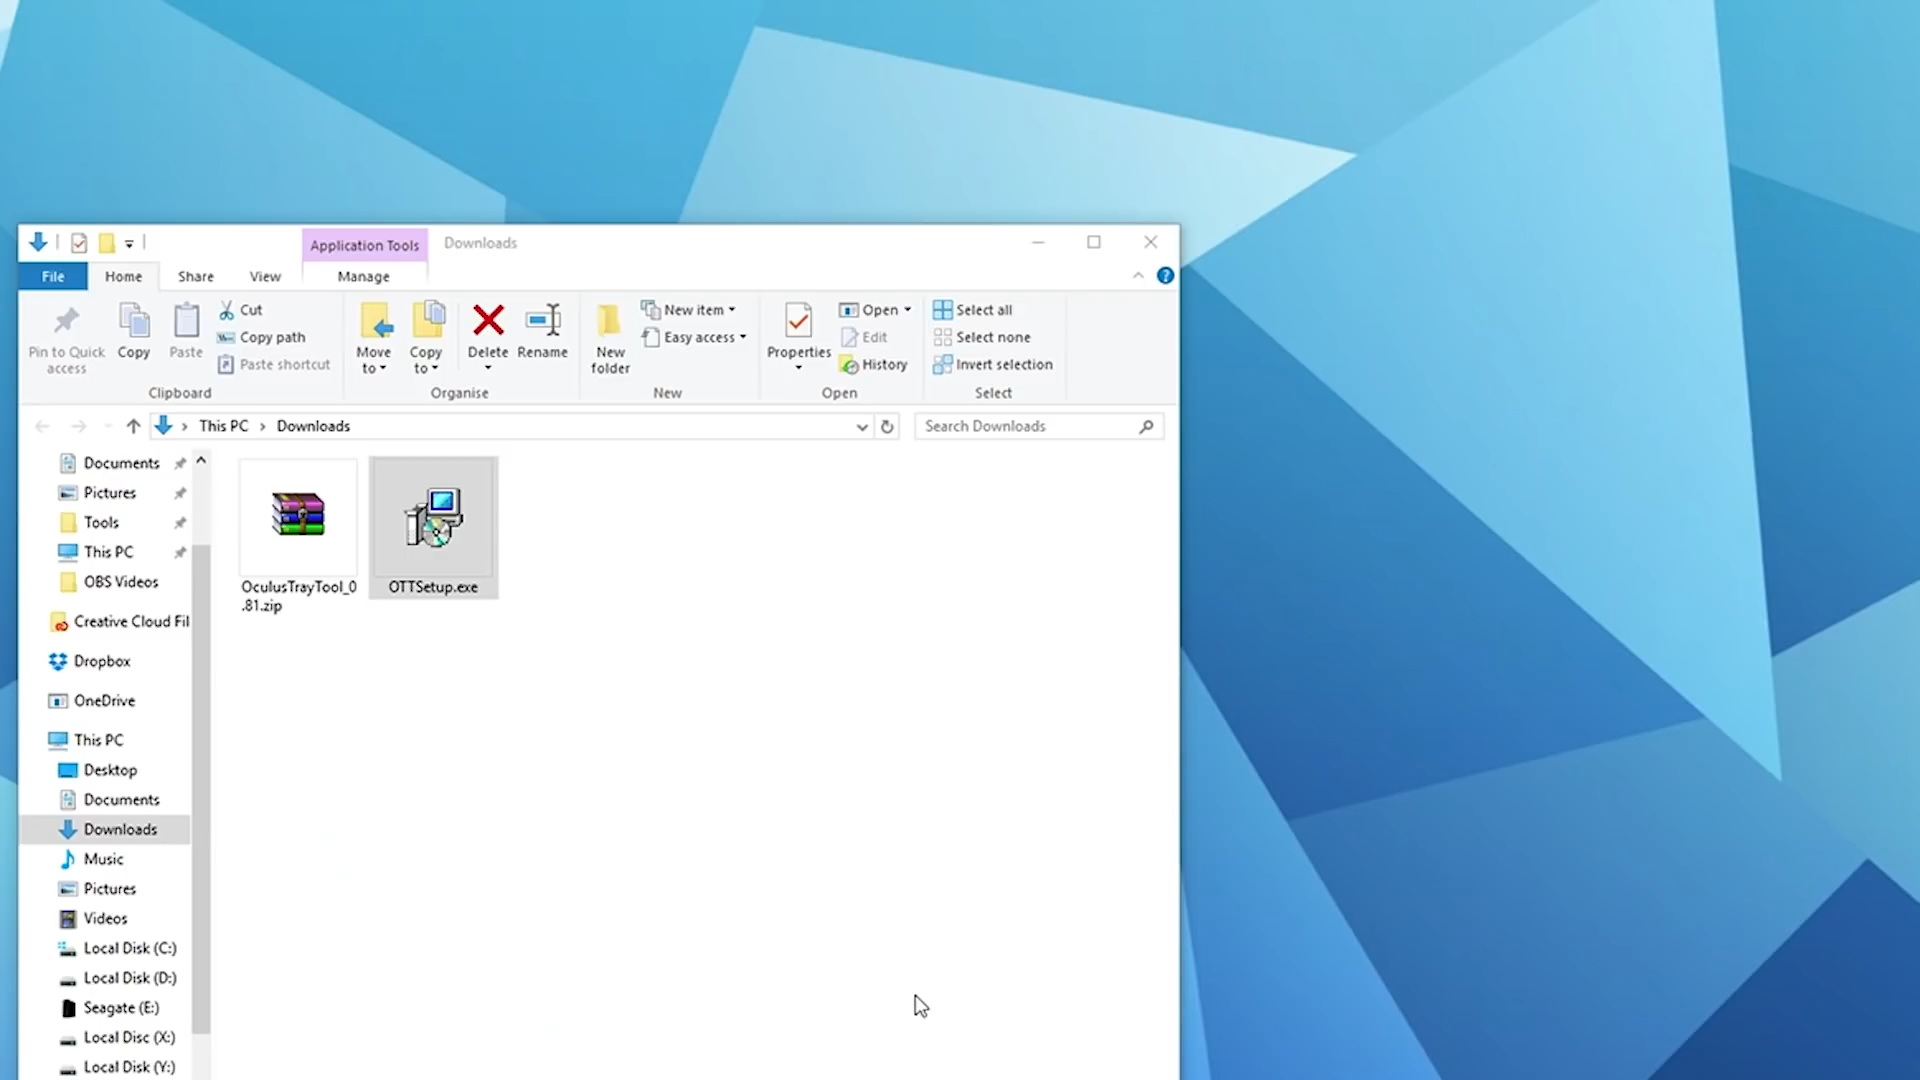 Application Tools
Downloads
File
Home
Share
View
Manage
Pin to Quick
access
Copy
Paste
Cut
Copy path
Paste shortcut
Clipboard
Move
to
Copy
to
Delete
Rename
Organise
New
folder
New item
Easy access
New
Properties
Open
Edit
History
Open
Select all
Select none
Invert selection
Select
This PC
Downloads
Search Downloads
Documents
Pictures
Tools
This PC
OBS Videos
Creative Cloud Fil
Dropbox
OneDrive
This PC
Desktop
Documents
Downloads
Music
Pictures
Videos
Local Disk (C:)
Local Disk (D:)
Seagate (E:)
Local Disc (X:)
Local Disk (Y:)
OculusTrayTool_0
.81.zip
OTTSetup.exe